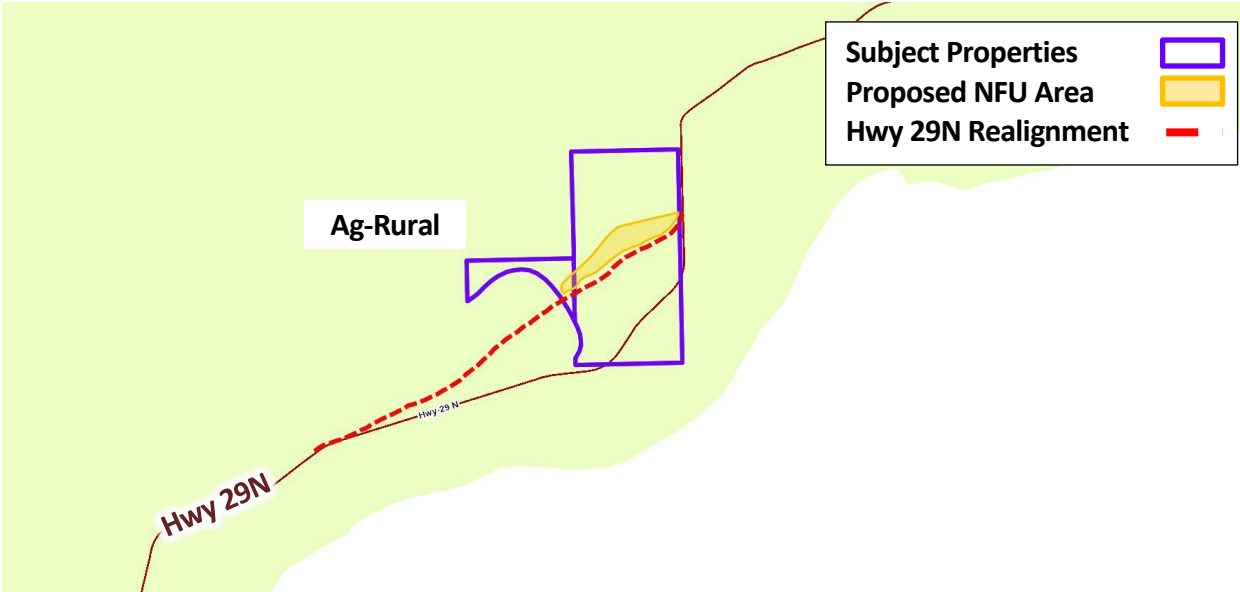 Subject Properties
Proposed NFU Area
Hwy 29N Realignment
Ag-Rural
Hwy 29 N
Hwy 29N